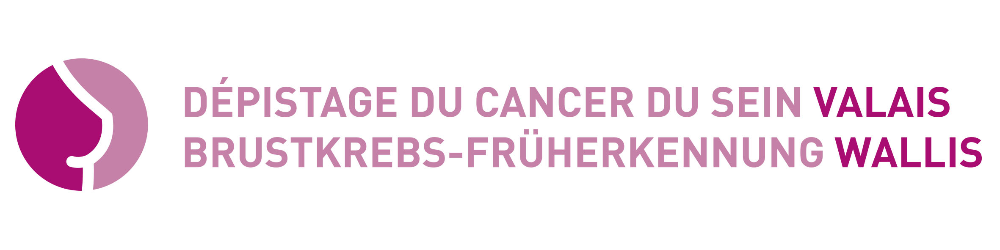 DÉPISTAGE DU CANCER DU SEIN VALAIS
BRUSTKREBS-FRÜHERKENNUNG WALLIS